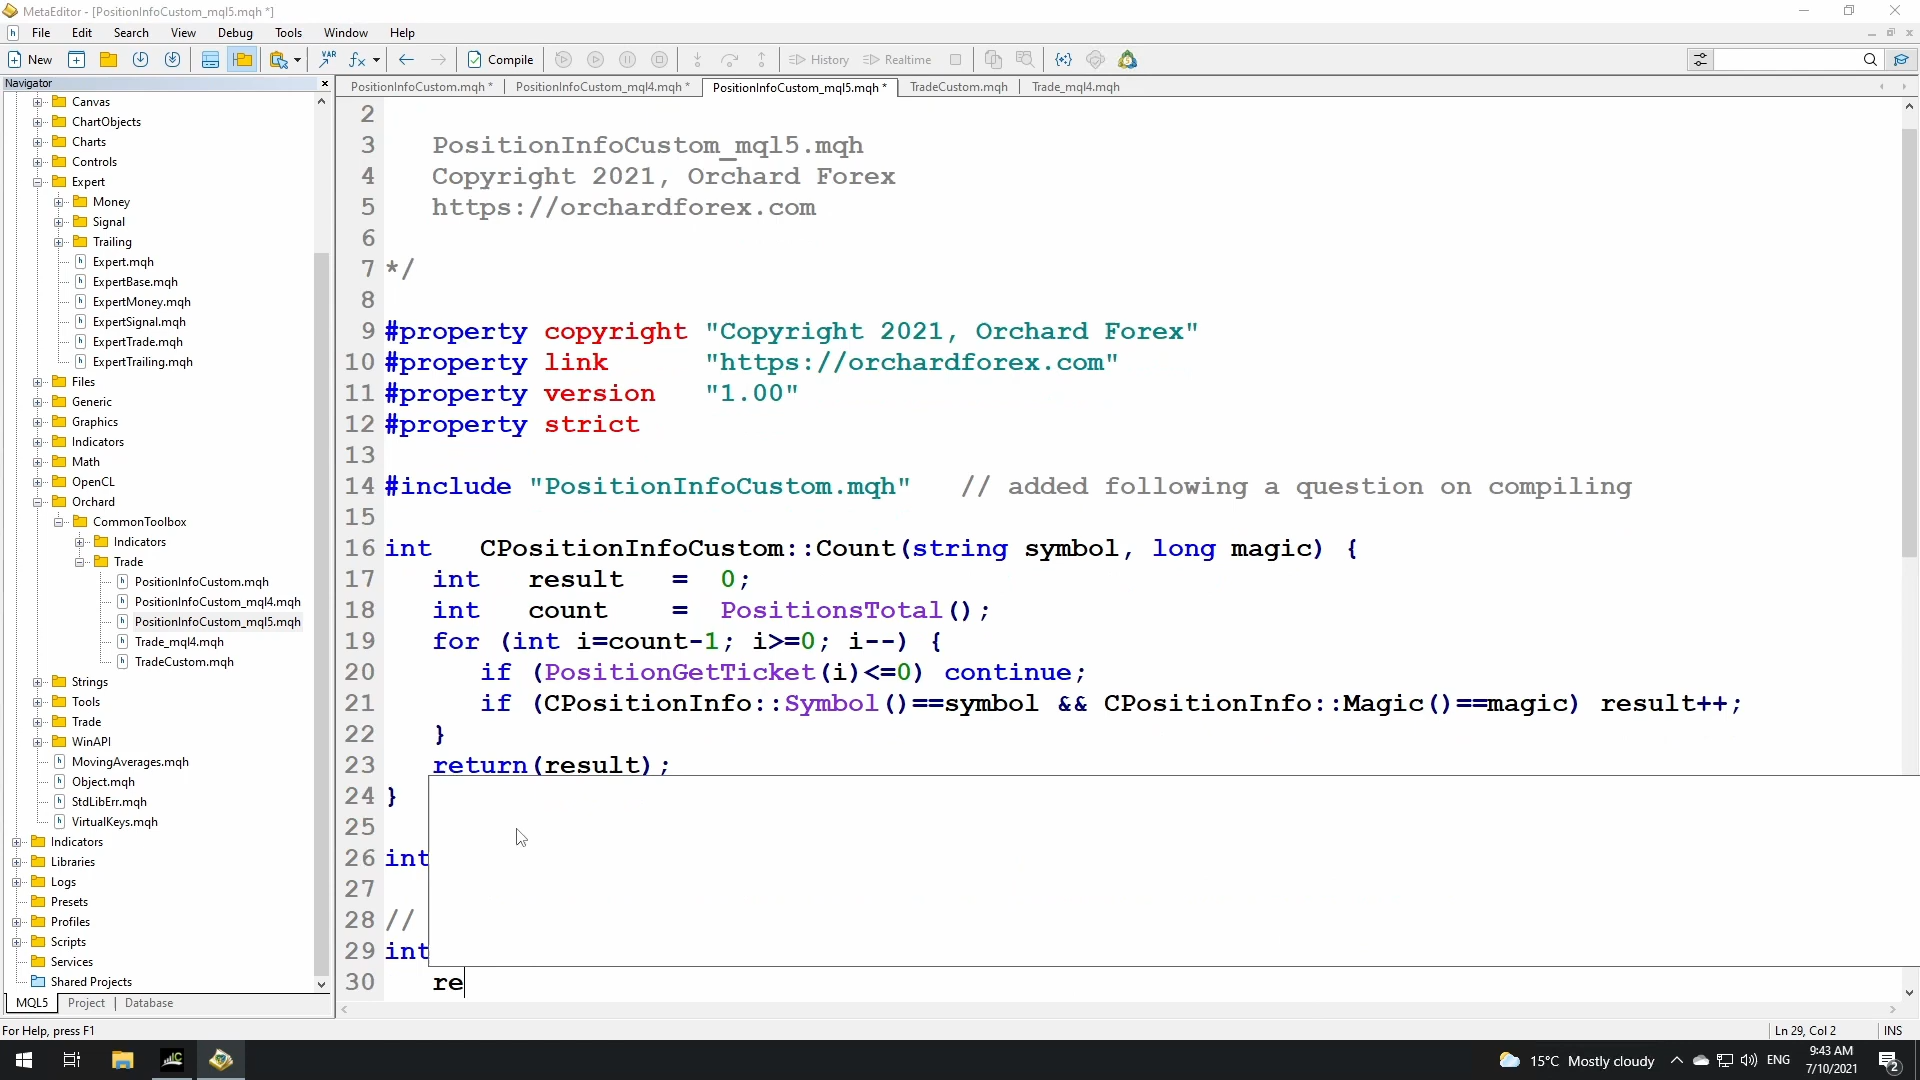 MetaEditor - [PositionInfoCustom_mql5.mqh *]
File Edit Search View Debug Tools Window Help
New VAR Compile History Realtime
Navigator
PositionInfoCustom.mqh * PositionInfoCustom_mql4.mqh * PositionInfoCustom_mql5.mqh * TradeCustom.mqh Trade_mql4.mqh
Canvas
ChartObjects
Charts
Controls
Expert
Money
Signal
Trailing
Expert.mqh
ExpertBase.mqh
ExpertMoney.mqh
ExpertSignal.mqh
ExpertTrade.mqh
ExpertTrailing.mqh
Files
Generic
Graphics
Indicators
Math
OpenCL
Orchard
CommonToolbox
Indicators
Trade
PositionInfoCustom.mqh
PositionInfoCustom_mql4.mqh
PositionInfoCustom_mql5.mqh
Trade_mql4.mqh
TradeCustom.mqh
Strings
Tools
Trade
WinAPI
MovingAverages.mqh
Object.mqh
StdLibErr.mqh
VirtualKeys.mqh
Indicators
Libraries
Logs
Presets
Profiles
Scripts
Services
Shared Projects
MQL5 Project Database
2
3 PositionInfoCustom_mql5.mqh
4 Copyright 2021, Orchard Forex
5 https://orchardforex.com
6
7 */
8
9 #property copyright "Copyright 2021, Orchard Forex"
10 #property link "https://orchardforex.com"
11 #property version "1.00"
12 #property strict
13
14 #include "PositionInfoCustom.mqh" // added following a question on compiling
15
16 int CPositionInfoCustom::Count(string symbol, long magic) {
17 int result = 0;
18 int count = PositionsTotal();
19 for (int i=count-1; i>=0; i--) {
20 if (PositionGetTicket(i)<=0) continue;
21 if (CPositionInfo::Symbol()==symbol && CPositionInfo::Magic()==magic) result++;
22 }
23 return(result);
24 }
25
26 int
27
28 //
29 int
30 re
For Help, press F1 Ln 29, Col 2 INS
15°C Mostly cloudy ENG 9:43 AM
7/10/2021 2